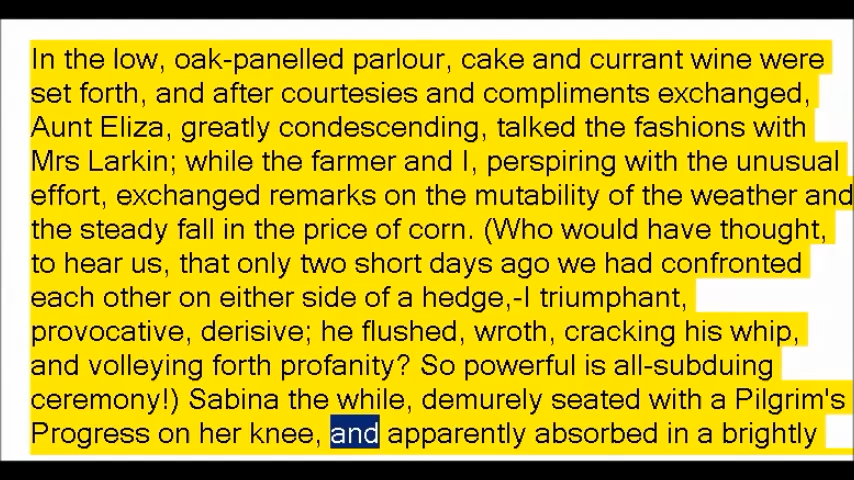 In the low, oak-panelled parlour, cake and currant wine were
set forth, and after courtesies and compliments exchanged,
Aunt Eliza, greatly condescending, talked the fashions with
Mrs Larkin; while the farmer and I, perspiring with the unusual
effort, exchanged remarks on the mutability of the weather and
the steady fall in the price of corn. (Who would have thought,
to hear us, that only two short days ago we had confronted
each other on either side of a hedge,-I triumphant,
provocative, derisive; he flushed, wroth, cracking his whip,
and volleying forth profanity? So powerful is all-subduing
ceremony!) Sabina the while, demurely seated with a Pilgrim's
Progress on her knee, and apparently absorbed in a brightly